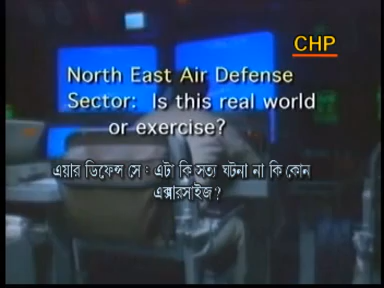 CHP
North East Air Defense
Sector: Is this real world
or exercise?
এয়ার ডিফেন্স সে : এটা কি সত্য ঘটনা না কি কোন
এক্সারসাইজ?